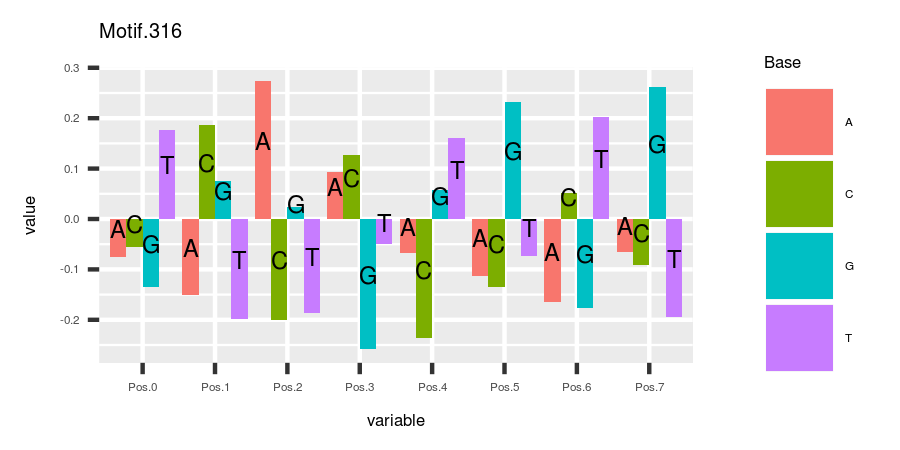 Motif.316
value
0.3
0.2
0.1
0.0
-0.1
-0.2
A C G T
A C G T
A C G T
A C G T
A C G T
A C G T
A C G T
A C G T
Pos.0 Pos.1 Pos.2 Pos.3 Pos.4 Pos.5 Pos.6 Pos.7
variable
Base
A
C
G
T